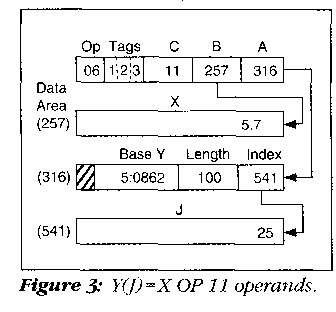 Op Tags C B A
06 1 2 3 11 257 316
Data
Area X
(257) 5.7
Base Y Length Index
(316) 5:0862 100 541
J
(541) 25
Figure 3: Y(J)=X OP 11 operands.